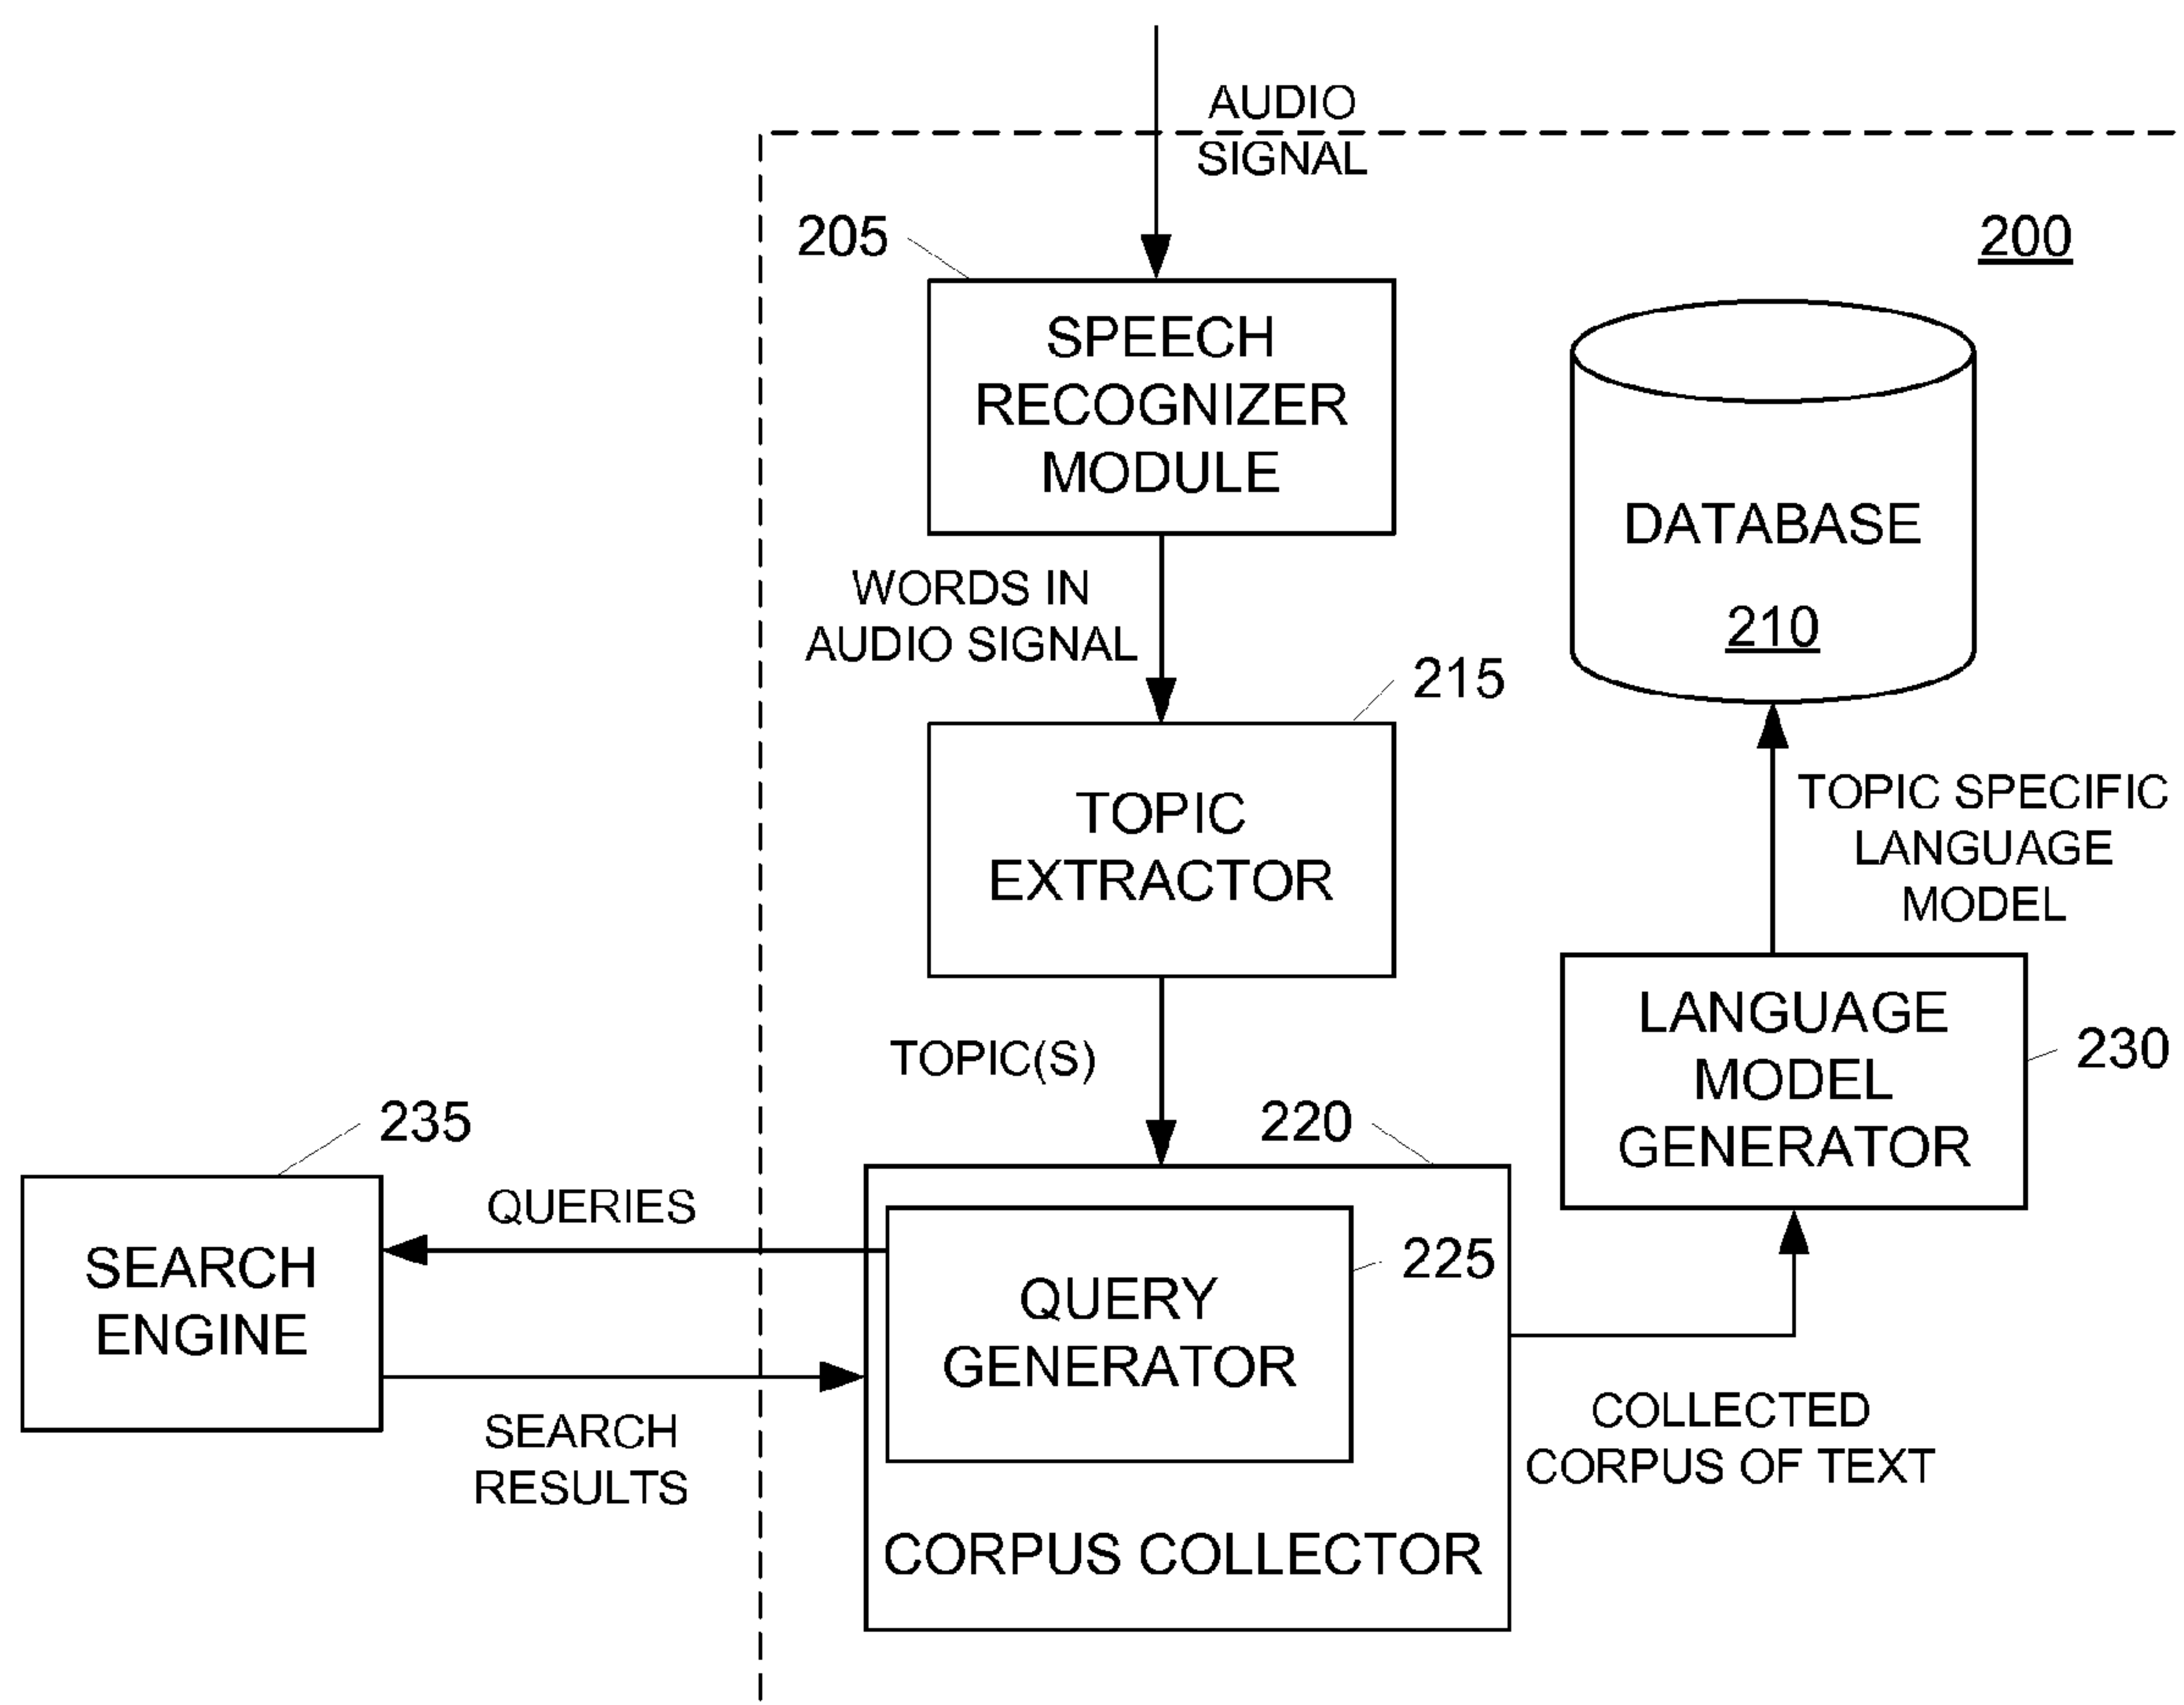 AUDIO
SIGNAL
205
200
SPEECH
RECOGNIZER
MODULE
DATABASE
210
WORDS IN
AUDIO SIGNAL
215
TOPIC
EXTRACTOR
TOPIC SPECIFIC
LANGUAGE
MODEL
LANGUAGE
MODEL
GENERATOR
230
TOPIC(S)
220
235
SEARCH
ENGINE
QUERIES
225
QUERY
GENERATOR
SEARCH
RESULTS
COLLECTED
CORPUS OF TEXT
CORPUS COLLECTOR